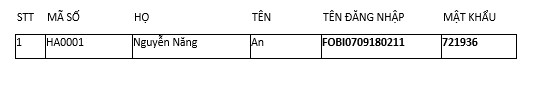 STT MÃ SỐ HỌ TÊN TÊN ĐĂNG NHẬP MẬT KHẨU
1 HA0001 Nguyễn Năng An FOBI0709180211 721936